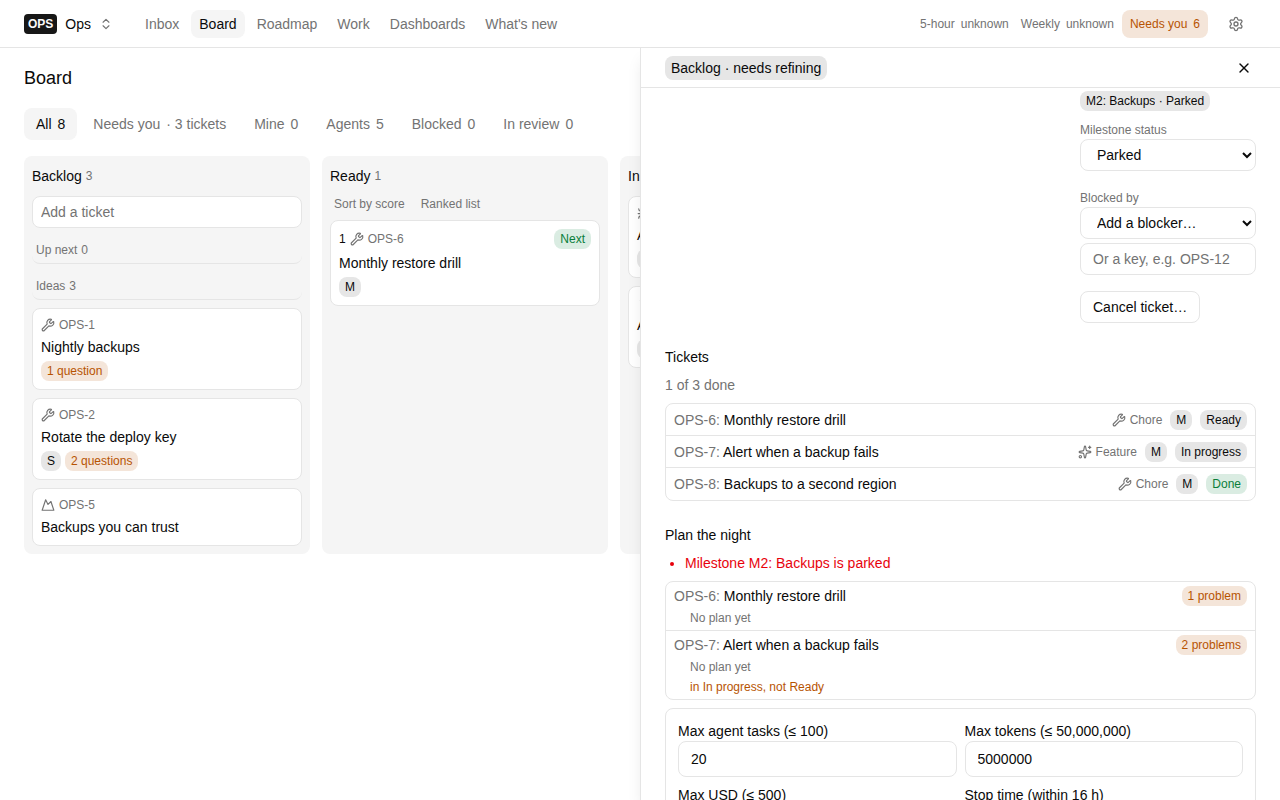 OPS Ops Inbox Board Roadmap Work Dashboards What's new 5-hour unknown Weekly unknown Needs you 6
Board
All 8 Needs you · 3 tickets Mine 0 Agents 5 Blocked 0 In review 0
Backlog 3
Add a ticket
Up next 0
Ideas 3
OPS-1
Nightly backups
1 question
OPS-2
Rotate the deploy key
S 2 questions
OPS-5
Backups you can trust
Ready 1
Sort by score Ranked list
1 OPS-6 Next
Monthly restore drill
M
In
Backlog · needs refining
M2: Backups · Parked
Milestone status
Parked
Blocked by
Add a blocker…
Or a key, e.g. OPS-12
Cancel ticket…
Tickets
1 of 3 done
OPS-6: Monthly restore drill Chore M Ready
OPS-7: Alert when a backup fails Feature M In progress
OPS-8: Backups to a second region Chore M Done
Plan the night
• Milestone M2: Backups is parked
OPS-6: Monthly restore drill 1 problem
No plan yet
OPS-7: Alert when a backup fails 2 problems
No plan yet
in In progress, not Ready
Max agent tasks (≤ 100) Max tokens (≤ 50,000,000)
20 5000000
Max USD (≤ 500) Stop time (within 16 h)